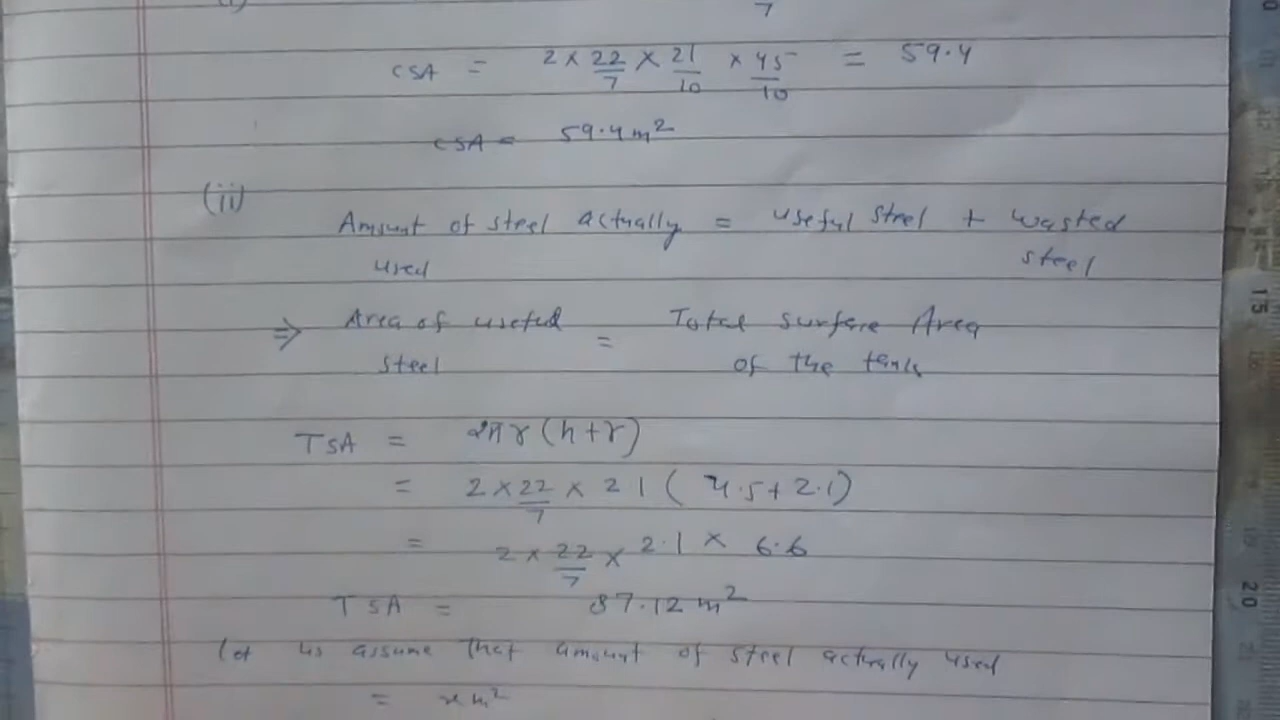 7
CSA = 2 × 22/7 × 21/10 × 45/10 = 59.4
CSA = 59.4 m²
(ii)
Amount of steel actually = useful steel + wasted
used steel
⇒ Area of useful = Total surface Area
steel of the tank
TSA = 2πr (h+r)
= 2 × 22/7 × 2 1 ( 4.5 + 2.1)
= 2 × 22/7 × 2.1 × 6.6
TSA = 87.12 m²
let us assume that amount of steel actually used
= x m²
15
20